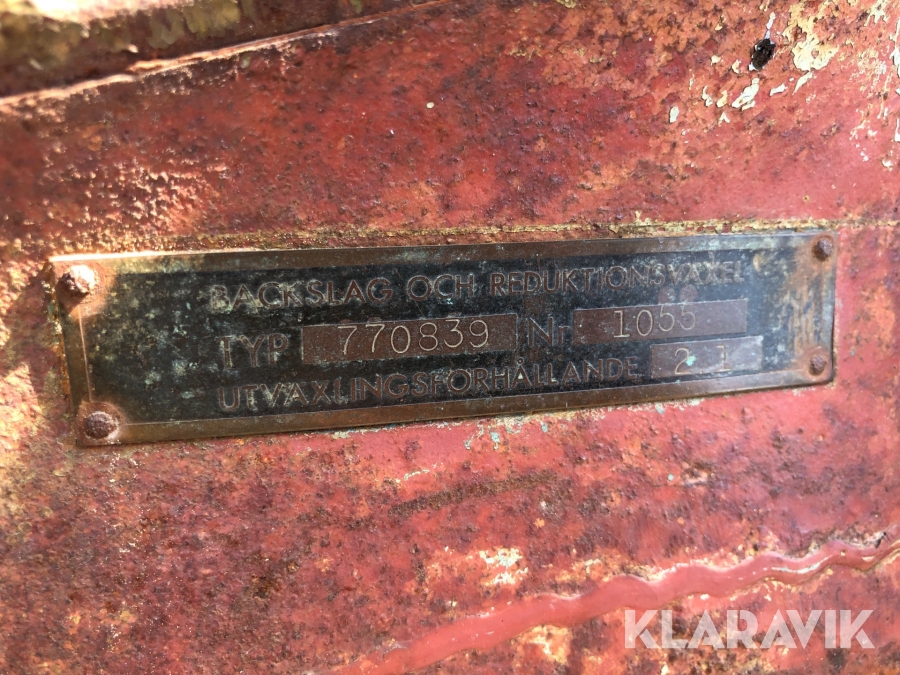 BACKSLAG OCH REDUKTIONSVÄXEL
TYP 770839 Nr 1055
UTVÄXLINGSFÖRHÅLLANDE 2:1
KLARAVIK